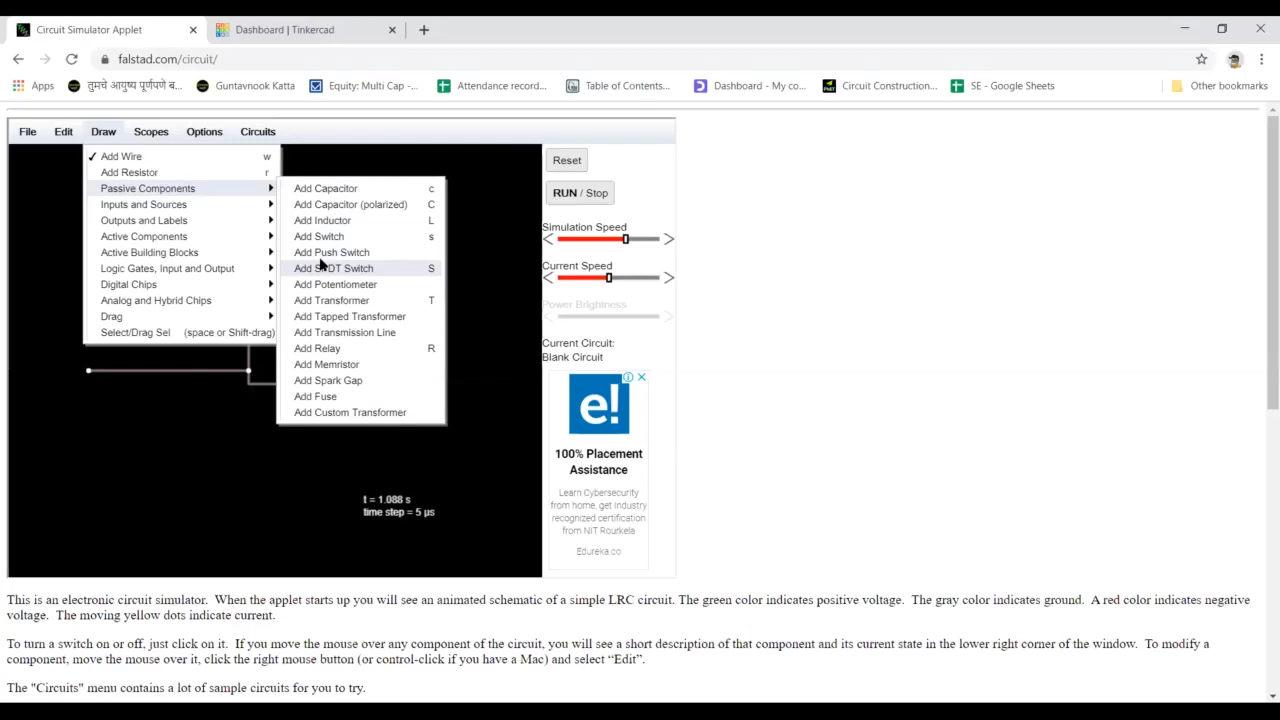 Circuit Simulator Applet
Dashboard | Tinkercad
falstad.com/circuit/
Apps
तुमचे आयुष्य पूर्णपणे ब...
Guntavnook Katta
Equity: Multi Cap -...
Attendance record...
Table of Contents...
Dashboard - My co...
Circuit Construction...
SE - Google Sheets
Other bookmarks
File Edit Draw Scopes Options Circuits
✓ Add Wire w
Add Resistor r
Passive Components
Inputs and Sources
Outputs and Labels
Active Components
Active Building Blocks
Logic Gates, Input and Output
Digital Chips
Analog and Hybrid Chips
Drag
Select/Drag Sel (space or Shift-drag)
Add Capacitor c
Add Capacitor (polarized) C
Add Inductor L
Add Switch s
Add Push Switch
Add SPDT Switch S
Add Potentiometer
Add Transformer T
Add Tapped Transformer
Add Transmission Line
Add Relay R
Add Memristor
Add Spark Gap
Add Fuse
Add Custom Transformer
t = 1.088 s
time step = 5 µs
Reset
RUN / Stop
Simulation Speed
Current Speed
Power Brightness
Current Circuit:
Blank Circuit
e!
100% Placement
Assistance
Learn Cybersecurity
from home, get Industry
recognized certification
from NIT Rourkela
Edureka.co
This is an electronic circuit simulator. When the applet starts up you will see an animated schematic of a simple LRC circuit. The green color indicates positive voltage. The gray color indicates ground. A red color indicates negative
voltage. The moving yellow dots indicate current.
To turn a switch on or off, just click on it. If you move the mouse over any component of the circuit, you will see a short description of that component and its current state in the lower right corner of the window. To modify a
component, move the mouse over it, click the right mouse button (or control-click if you have a Mac) and select “Edit”.
The "Circuits" menu contains a lot of sample circuits for you to try.